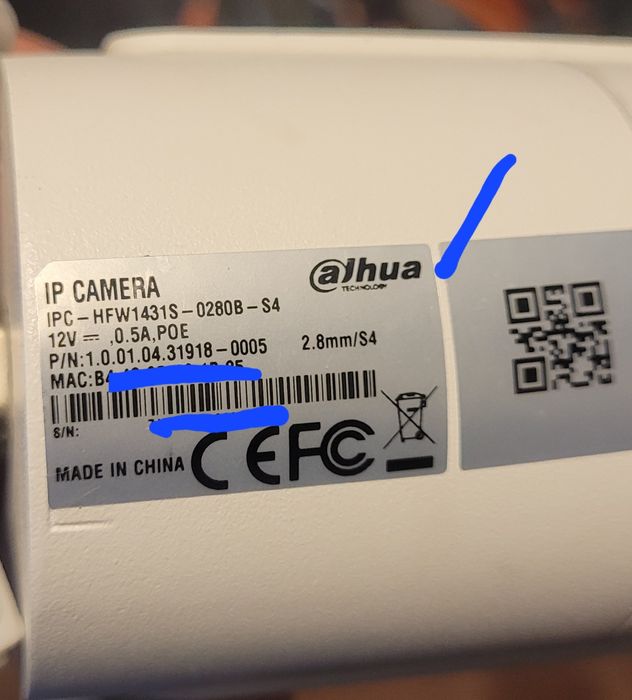 IP CAMERA
alhua
TECHNOLOGY
IPC-HFW1431S-0280B-S4
12V ⎓ ,0.5A,POE
P/N:1.0.01.04.31918-0005 2.8mm/S4
MAC:B4
S/N:
MADE IN CHINA CE FC